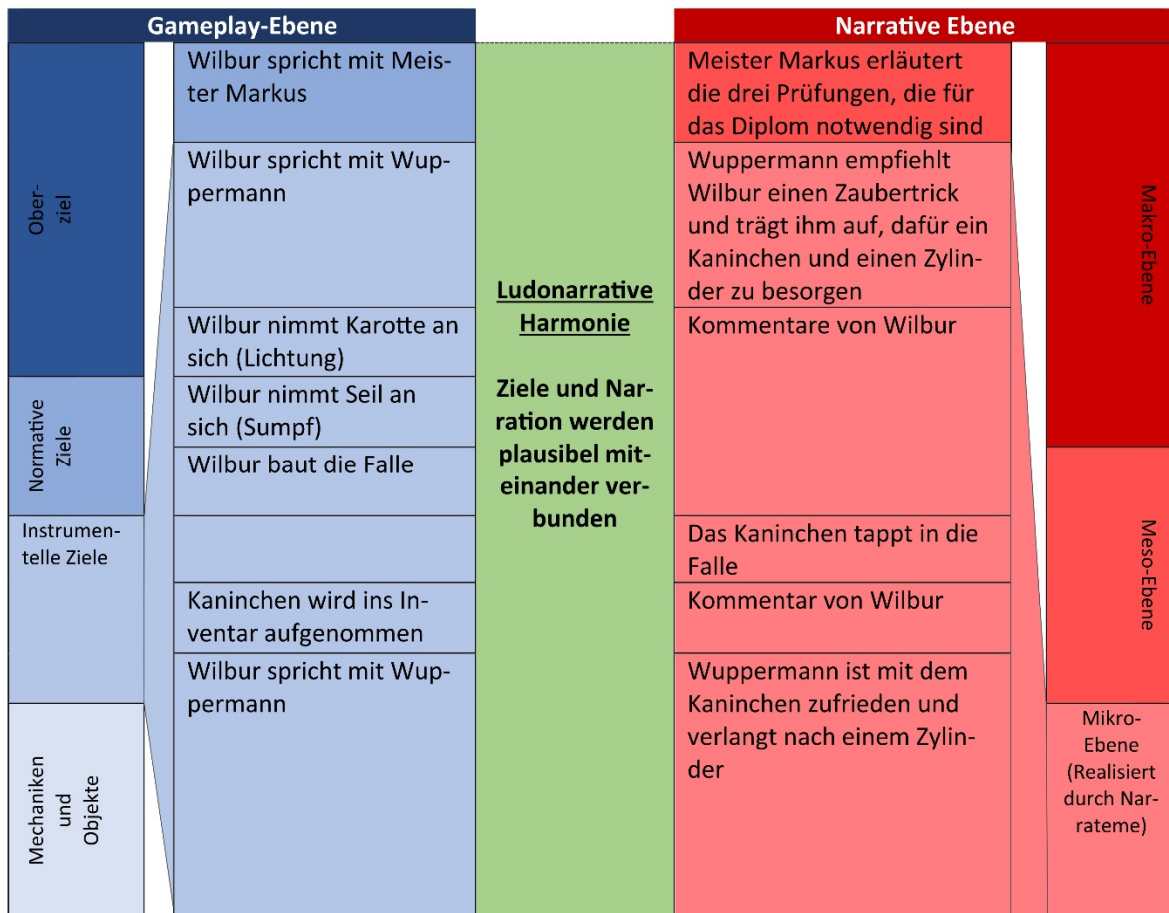 Gameplay-Ebene
Narrative Ebene
Ober-
ziel
Normative
Ziele
Instrumen-
telle Ziele
Mechaniken
und
Objekte
Wilbur spricht mit Meis-
ter Markus
Wilbur spricht mit Wup-
permann
Wilbur nimmt Karotte an
sich (Lichtung)
Wilbur nimmt Seil an
sich (Sumpf)
Wilbur baut die Falle
Kaninchen wird ins In-
ventar aufgenommen
Wilbur spricht mit Wup-
permann
Ludonarrative
Harmonie
Ziele und Nar-
ration werden
plausibel mit-
einander ver-
bunden
Meister Markus erläutert
die drei Prüfungen, die für
das Diplom notwendig sind
Wuppermann empfiehlt
Wilbur einen Zaubertrick
und trägt ihm auf, dafür ein
Kaninchen und einen Zylin-
der zu besorgen
Kommentare von Wilbur
Das Kaninchen tappt in die
Falle
Kommentar von Wilbur
Wuppermann ist mit dem
Kaninchen zufrieden und
verlangt nach einem Zylin-
der
Makro-Ebene
Meso-Ebene
Mikro-
Ebene
(Realisiert
durch Nar-
rateme)